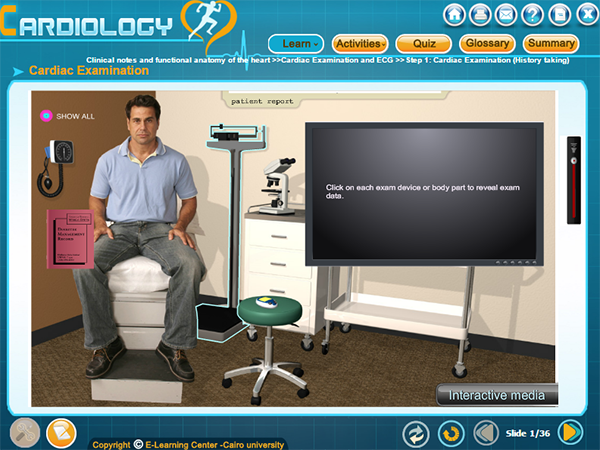 CARDIOLOGY
Learn
Activities
Quiz
Glossary
Summary
Clinical notes and functional anatomy of the heart >>Cardiac Examination and ECG >> Step 1: Cardiac Examination (History taking)
Cardiac Examination
patient report
SHOW ALL
Click on each exam device or body part to reveal exam
data.
Interactive media
Copyright © E-Learning Center -Cairo university
Slide 1/36